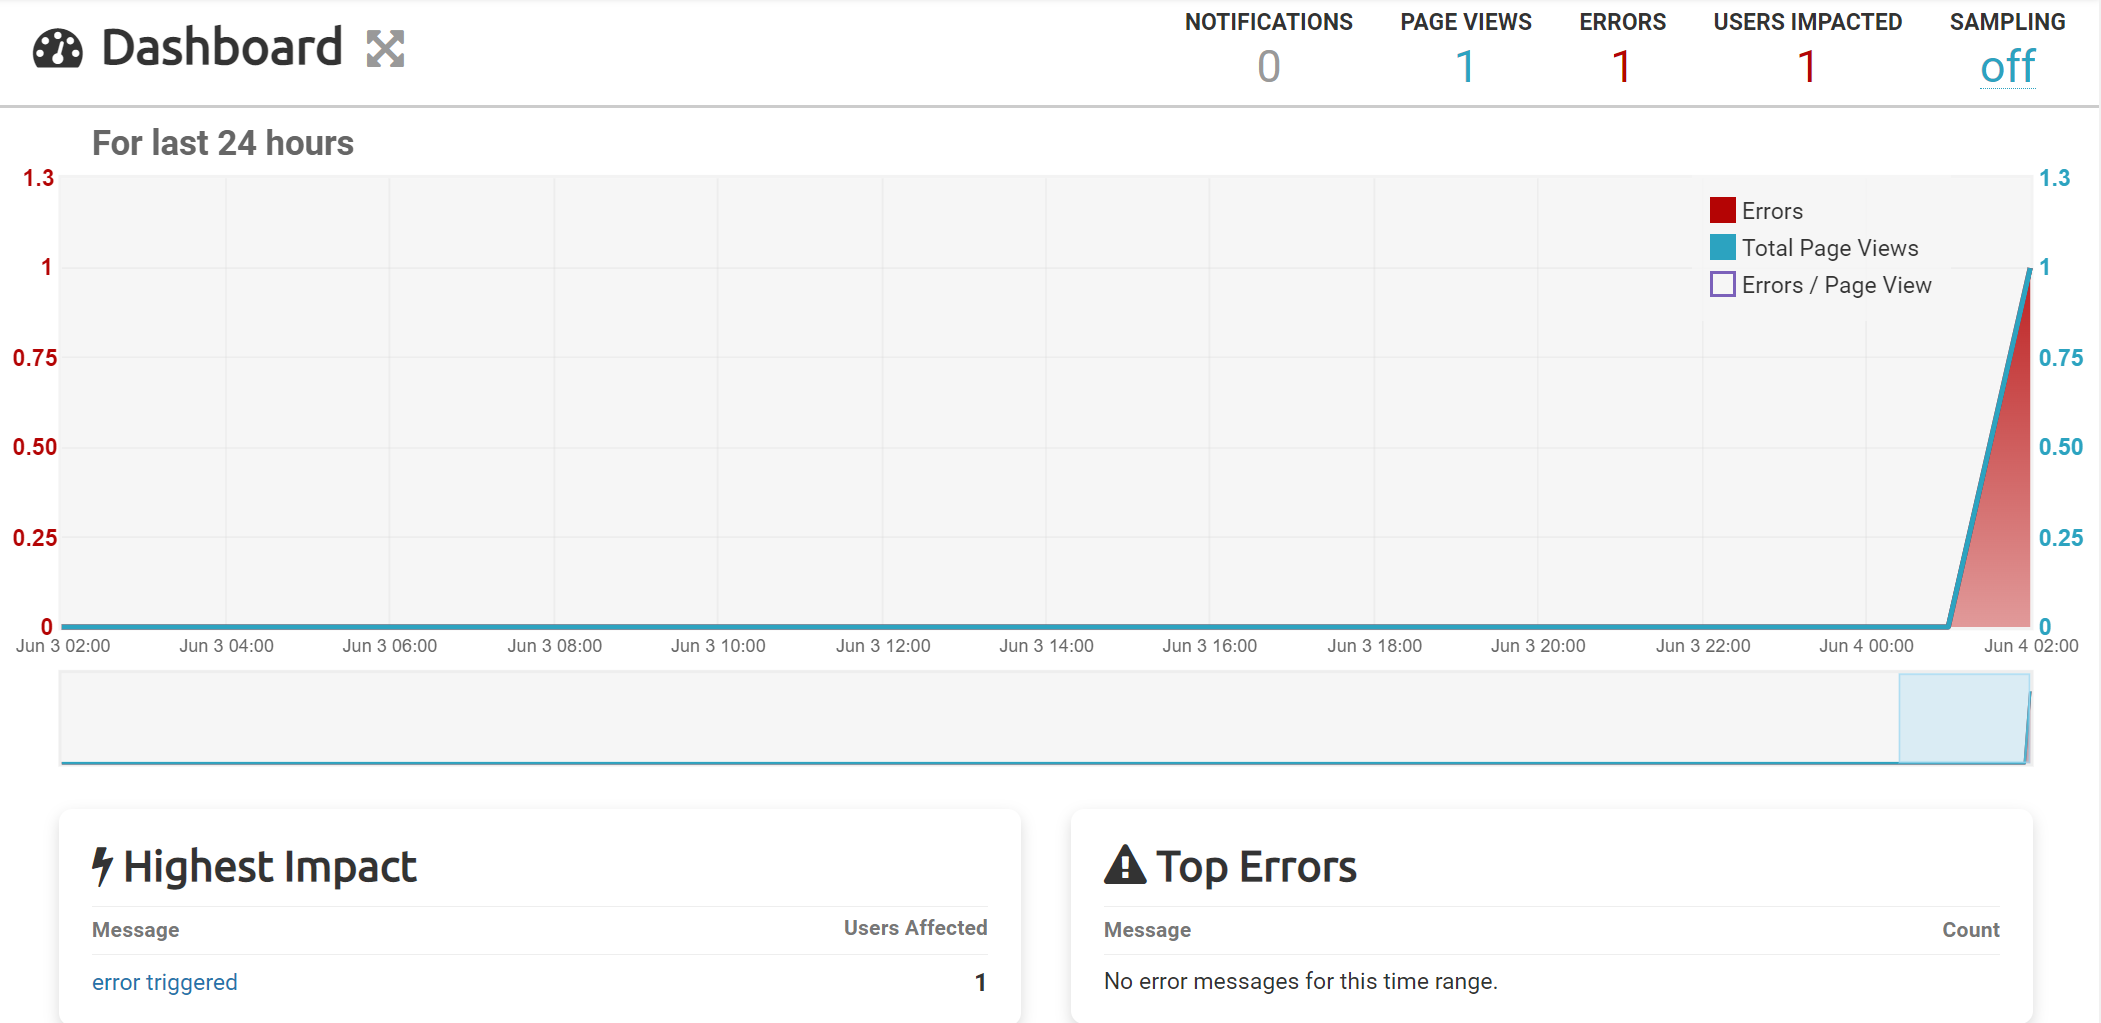 Dashboard
NOTIFICATIONS PAGE VIEWS ERRORS USERS IMPACTED SAMPLING
0 1 1 1 off
For last 24 hours
1.3 1.3
Errors
Total Page Views
1 1
Errors / Page View
0.75 0.75
0.50 0.50
0.25 0.25
0 0
Jun 3 02:00 Jun 3 04:00 Jun 3 06:00 Jun 3 08:00 Jun 3 10:00 Jun 3 12:00 Jun 3 14:00 Jun 3 16:00 Jun 3 18:00 Jun 3 20:00 Jun 3 22:00 Jun 4 00:00 Jun 4 02:00
Highest Impact
Message Users Affected
error triggered 1
Top Errors
Message Count
No error messages for this time range.